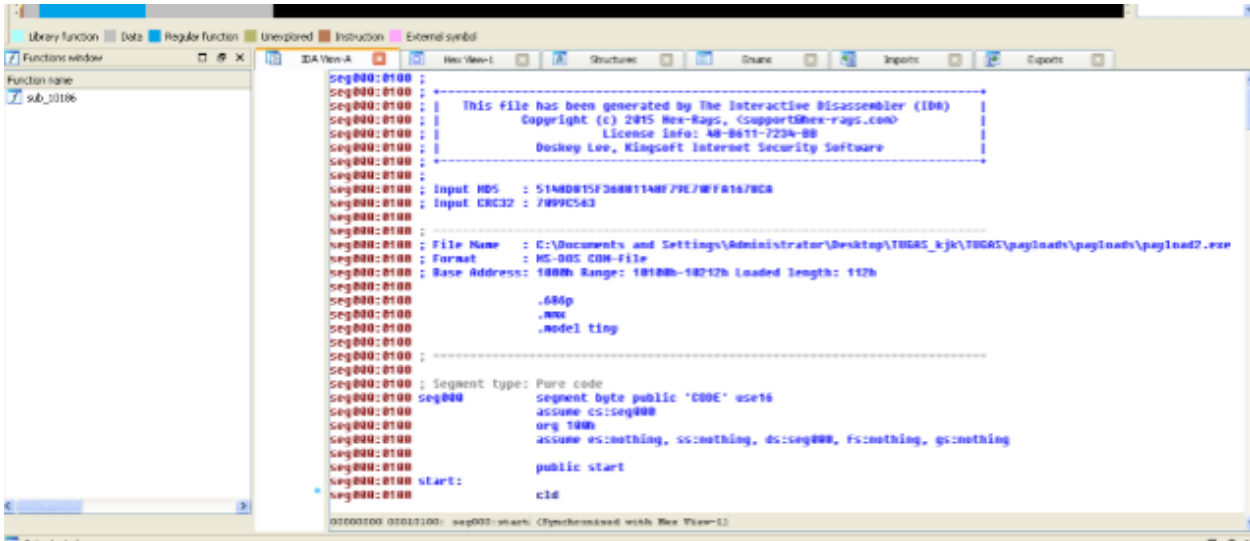 Library function Data Regular function Unexplored Instruction External symbol
Functions window
IDA View-A Hex View-1 Structures Enums Imports Exports
Function name
sub_10186
seg000:0100 ;
seg000:0100 ; +-------------------------------------------------------------------------+
seg000:0100 ; | This file has been generated by The Interactive Disassembler (IDA) |
seg000:0100 ; | Copyright (c) 2015 Hex-Rays, <support@hex-rays.com> |
seg000:0100 ; | License info: 48-B611-7234-BB |
seg000:0100 ; | Doskey Lee, Kingsoft Internet Security Software |
seg000:0100 ; +-------------------------------------------------------------------------+
seg000:0100 ;
seg000:0100 ; Input MD5 :
seg000:0100 ; Input CRC32 : 7099C563
seg000:0100
seg000:0100 ; ---------------------------------------------------------------------------
seg000:0100 ; File Name : C:\Documents and Settings\Administrator\Desktop\TUGAS_kjk\TUGAS\payloads\payloads\payload2.exe
seg000:0100 ; Format : MS-DOS COM-file
seg000:0100 ; Base Address: 1000h Range: 10100h-10212h Loaded length: 112h
seg000:0100
seg000:0100 .686p
seg000:0100 .mmx
seg000:0100 .model tiny
seg000:0100
seg000:0100 ; ---------------------------------------------------------------------------
seg000:0100
seg000:0100 ; Segment type: Pure code
seg000:0100 seg000 segment byte public 'CODE' use16
seg000:0100 assume cs:seg000
seg000:0100 org 100h
seg000:0100 assume es:nothing, ss:nothing, ds:seg000, fs:nothing, gs:nothing
seg000:0100
seg000:0100 public start
seg000:0100 start:
seg000:0100 cld
00000000 00010100: seg000:start (Synchronized with Hex View-1)